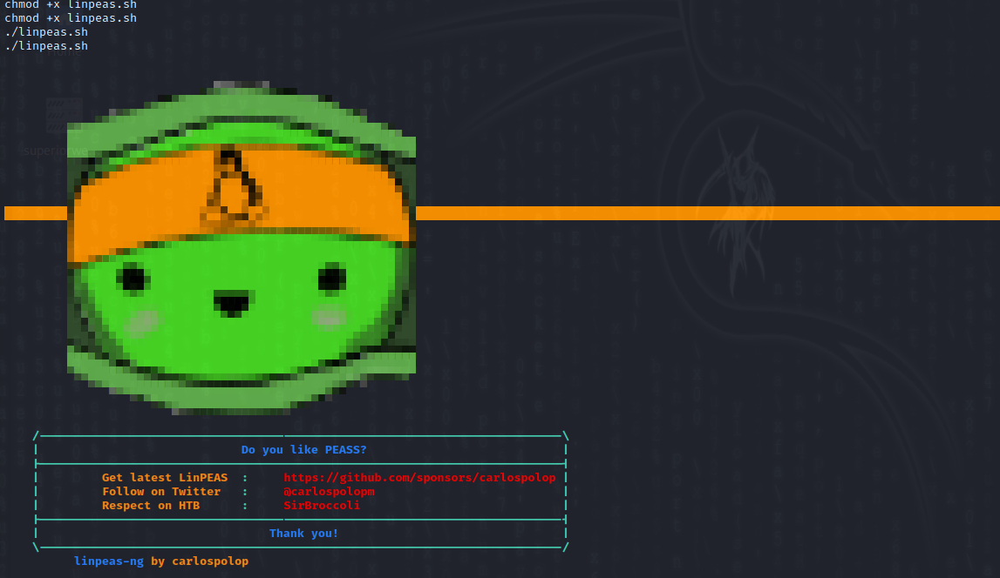 chmod +x linpeas.sh
chmod +x linpeas.sh
./linpeas.sh
./linpeas.sh
Do you like PEASS?
Get latest LinPEAS : https://github.com/sponsors/carlospolop
Follow on Twitter : @carlospolopm
Respect on HTB : SirBroccoli
Thank you!
linpeas-ng by carlospolop